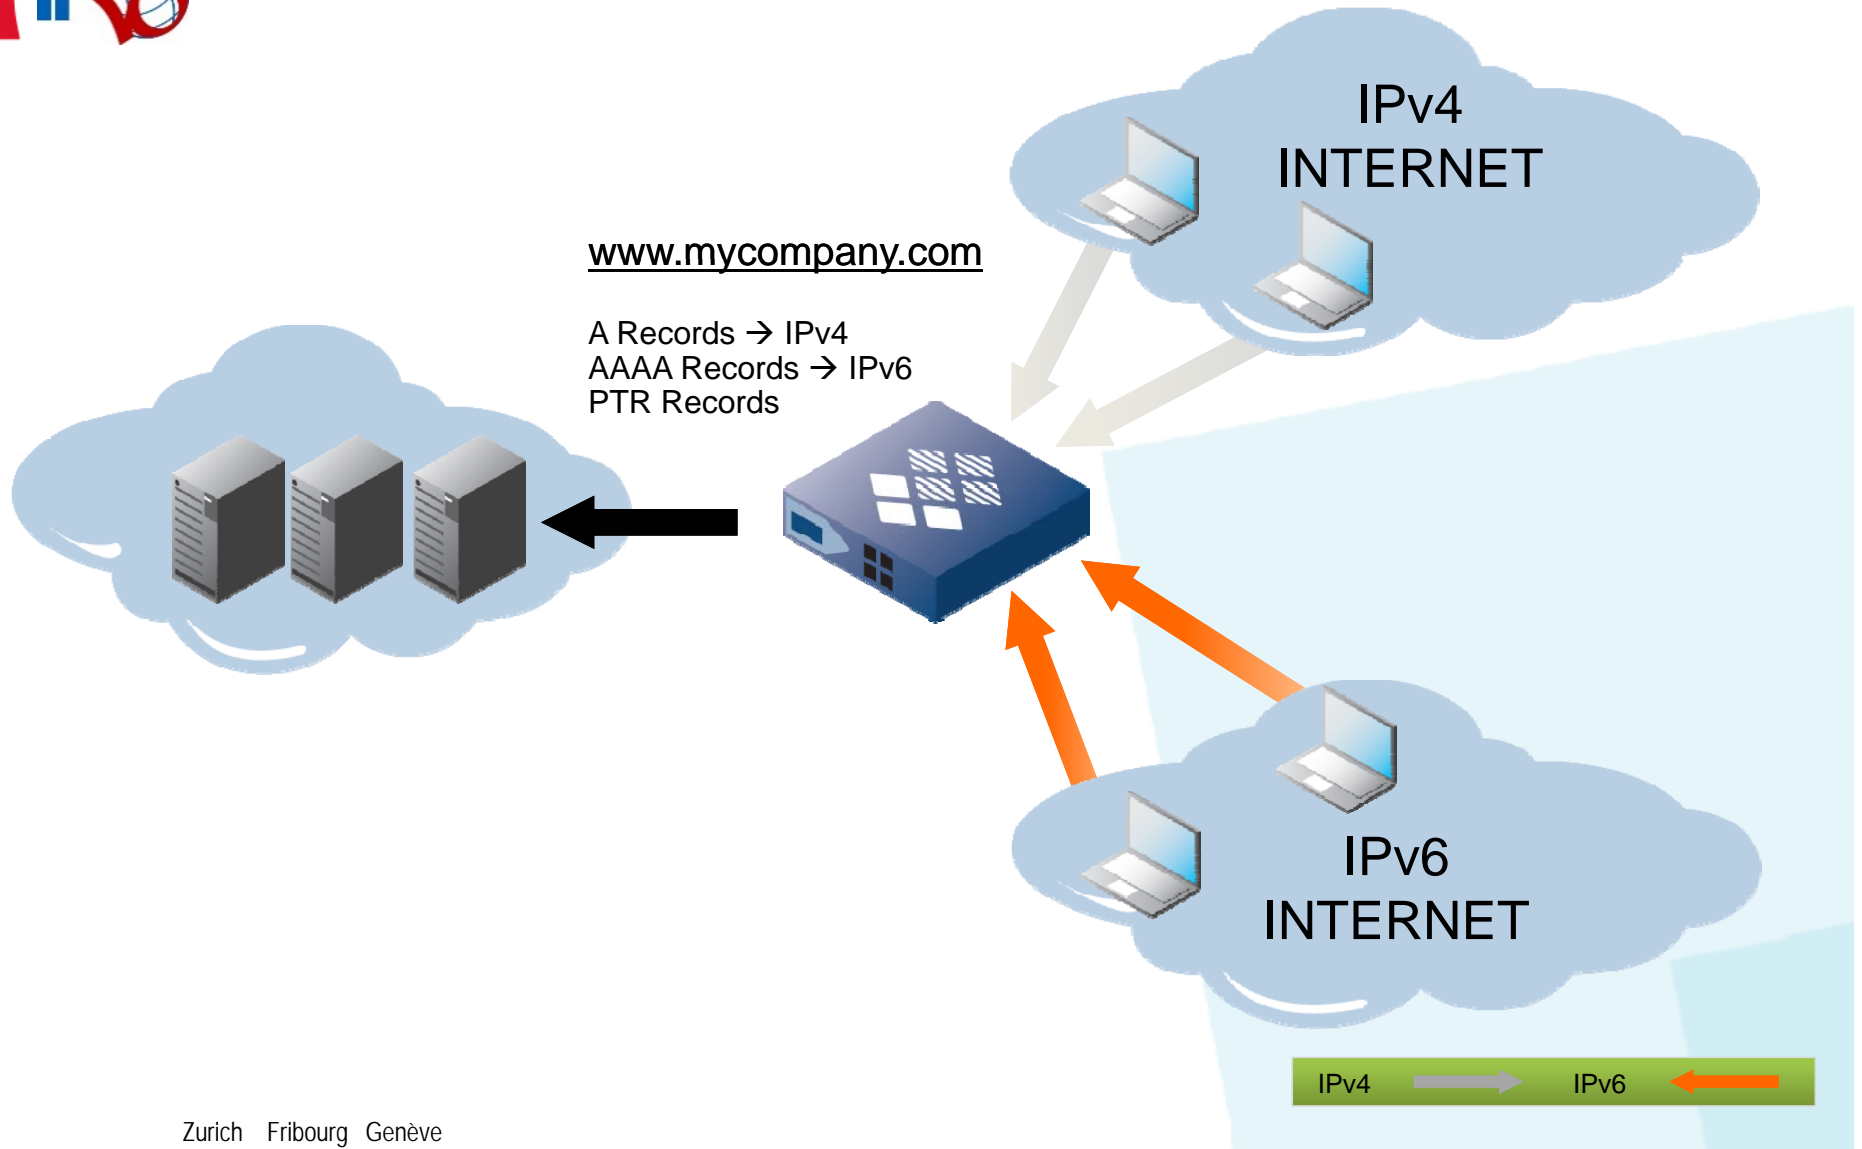 IPv4
INTERNET
www.mycompany.com
A Records → IPv4
AAAA Records → IPv6
PTR Records
IPv6
INTERNET
IPv4 IPv6
Zurich Fribourg Genève